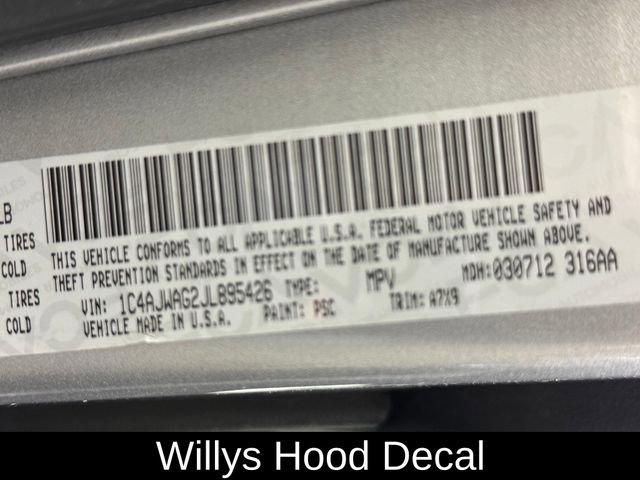 LB
TIRES
COLD
TIRES
COLD
THIS VEHICLE CONFORMS TO ALL APPLICABLE U.S.A. FEDERAL MOTOR VEHICLE SAFETY AND
THEFT PREVENTION STANDARDS IN EFFECT ON THE DATE OF MANUFACTURE SHOWN ABOVE.
VIN: 1C4AJWAG2JL895426 TYPE: MPV MDH:030712 316AA
VEHICLE MADE IN U.S.A. PAINT: PSC TRIM: A7X9
Willys Hood Decal